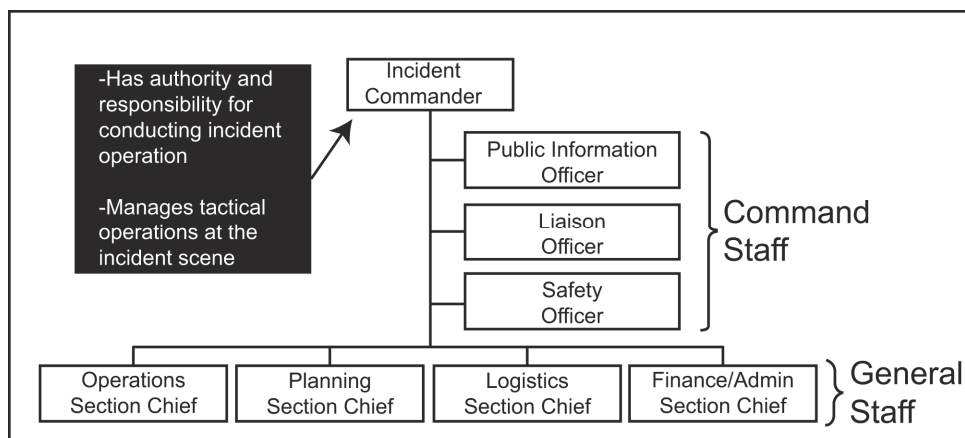 -Has authority and
responsibility for
conducting incident
operation
-Manages tactical
operations at the
incident scene
Incident
Commander
Public Information
Officer
Liaison
Officer
Safety
Officer
Command
Staff
Operations
Section Chief
Planning
Section Chief
Logistics
Section Chief
Finance/Admin
Section Chief
General
Staff